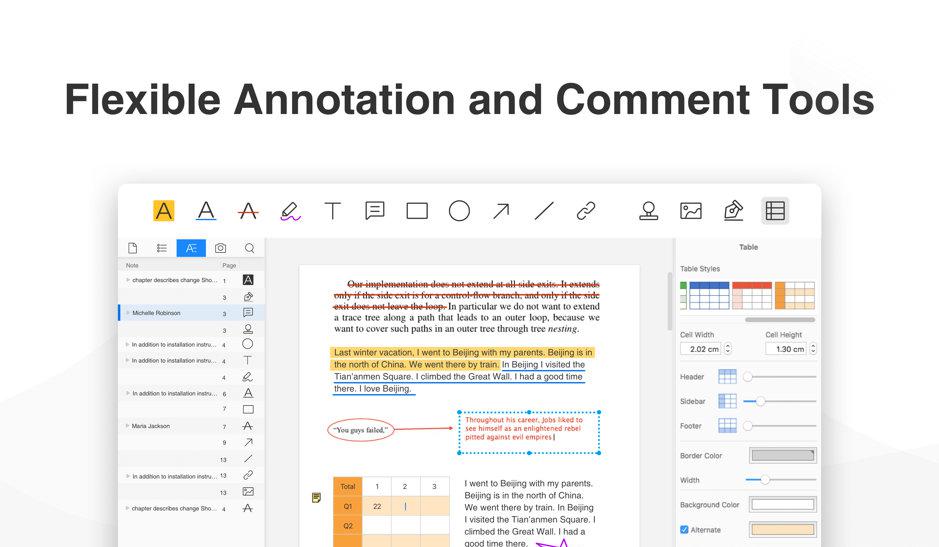 Flexible Annotation and Comment Tools
A A A T
Note Page
chapter describes change Sho... 1
3
Michelle Robinson 3
3
In addition to installation instru... 4
In addition to installation instru... 4
4
In addition to installation instru... 6
7
Maria Jackson 7
9
13
In addition to installation instru... 13
13
chapter describes change Sho... 4
Our implementation does not extend at all side exits. It extends
only if the side exit is for a control-flow branch, and only if the side
exit does not leave the loop. In particular we do not want to extend
a trace tree along a path that leads to an outer loop, because we
want to cover such paths in an outer tree through tree nesting.
Last winter vacation, I went to Beijing with my parents. Beijing is in
the north of China. We went there by train. In Beijing I visited the
Tian'anmen Square. I climbed the Great Wall. I had a good time
there. I love Beijing.
"You guys failed,"
Throughout his career, Jobs liked to
see himself as an enlightened rebel
pitted against evil empires
Total 1 2 3
Q1 22
Q2
I went to Beijing with my parents.
Beijing is in the north of China.
We went there by train. In Beijing
I visited the Tian'anmen Square. I
climbed the Great Wall. I had a
good time there.
Table
Table Styles
Cell Width Cell Height
2.02 cm 1.30 cm
Header
Sidebar
Footer
Border Color
Width
Background Color
Alternate